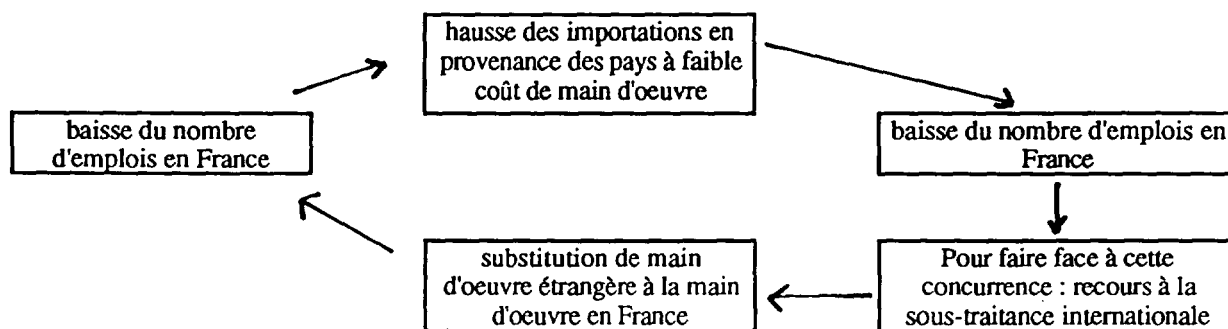 hausse des importations en
provenance des pays à faible
coût de main d'oeuvre
baisse du nombre
d'emplois en France
baisse du nombre d'emplois en
France
substitution de main
d'oeuvre étrangère à la main
d'oeuvre en France
Pour faire face à cette
concurrence : recours à la
sous-traitance internationale